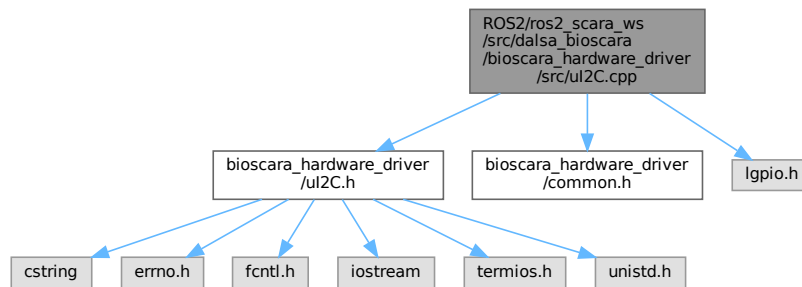 ROS2/ros2_scara_ws
/src/dalsa_bioscara
/bioscara_hardware_driver
/src/uI2C.cpp
bioscara_hardware_driver
/uI2C.h
bioscara_hardware_driver
/common.h
lgpio.h
cstring
errno.h
fcntl.h
iostream
termios.h
unistd.h